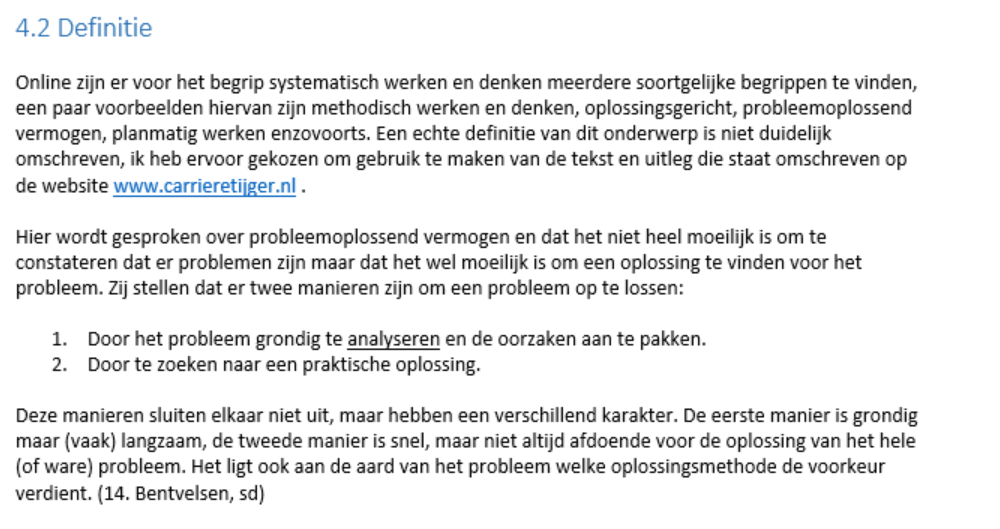 4.2 Definitie
Online zijn er voor het begrip systematisch werken en denken meerdere soortgelijke begrippen te vinden,
een paar voorbeelden hiervan zijn methodisch werken en denken, oplossingsgericht, probleemoplossend
vermogen, planmatig werken enzovoorts. Een echte definitie van dit onderwerp is niet duidelijk
omschreven, ik heb ervoor gekozen om gebruik te maken van de tekst en uitleg die staat omschreven op
de website www.carrieretijger.nl .
Hier wordt gesproken over probleemoplossend vermogen en dat het niet heel moeilijk is om te
constateren dat er problemen zijn maar dat het wel moeilijk is om een oplossing te vinden voor het
probleem. Zij stellen dat er twee manieren zijn om een probleem op te lossen:
1. Door het probleem grondig te analyseren en de oorzaken aan te pakken.
2. Door te zoeken naar een praktische oplossing.
Deze manieren sluiten elkaar niet uit, maar hebben een verschillend karakter. De eerste manier is grondig
maar (vaak) langzaam, de tweede manier is snel, maar niet altijd afdoende voor de oplossing van het hele
(of ware) probleem. Het ligt ook aan de aard van het probleem welke oplossingsmethode de voorkeur
verdient. (14. Bentvelsen, sd)